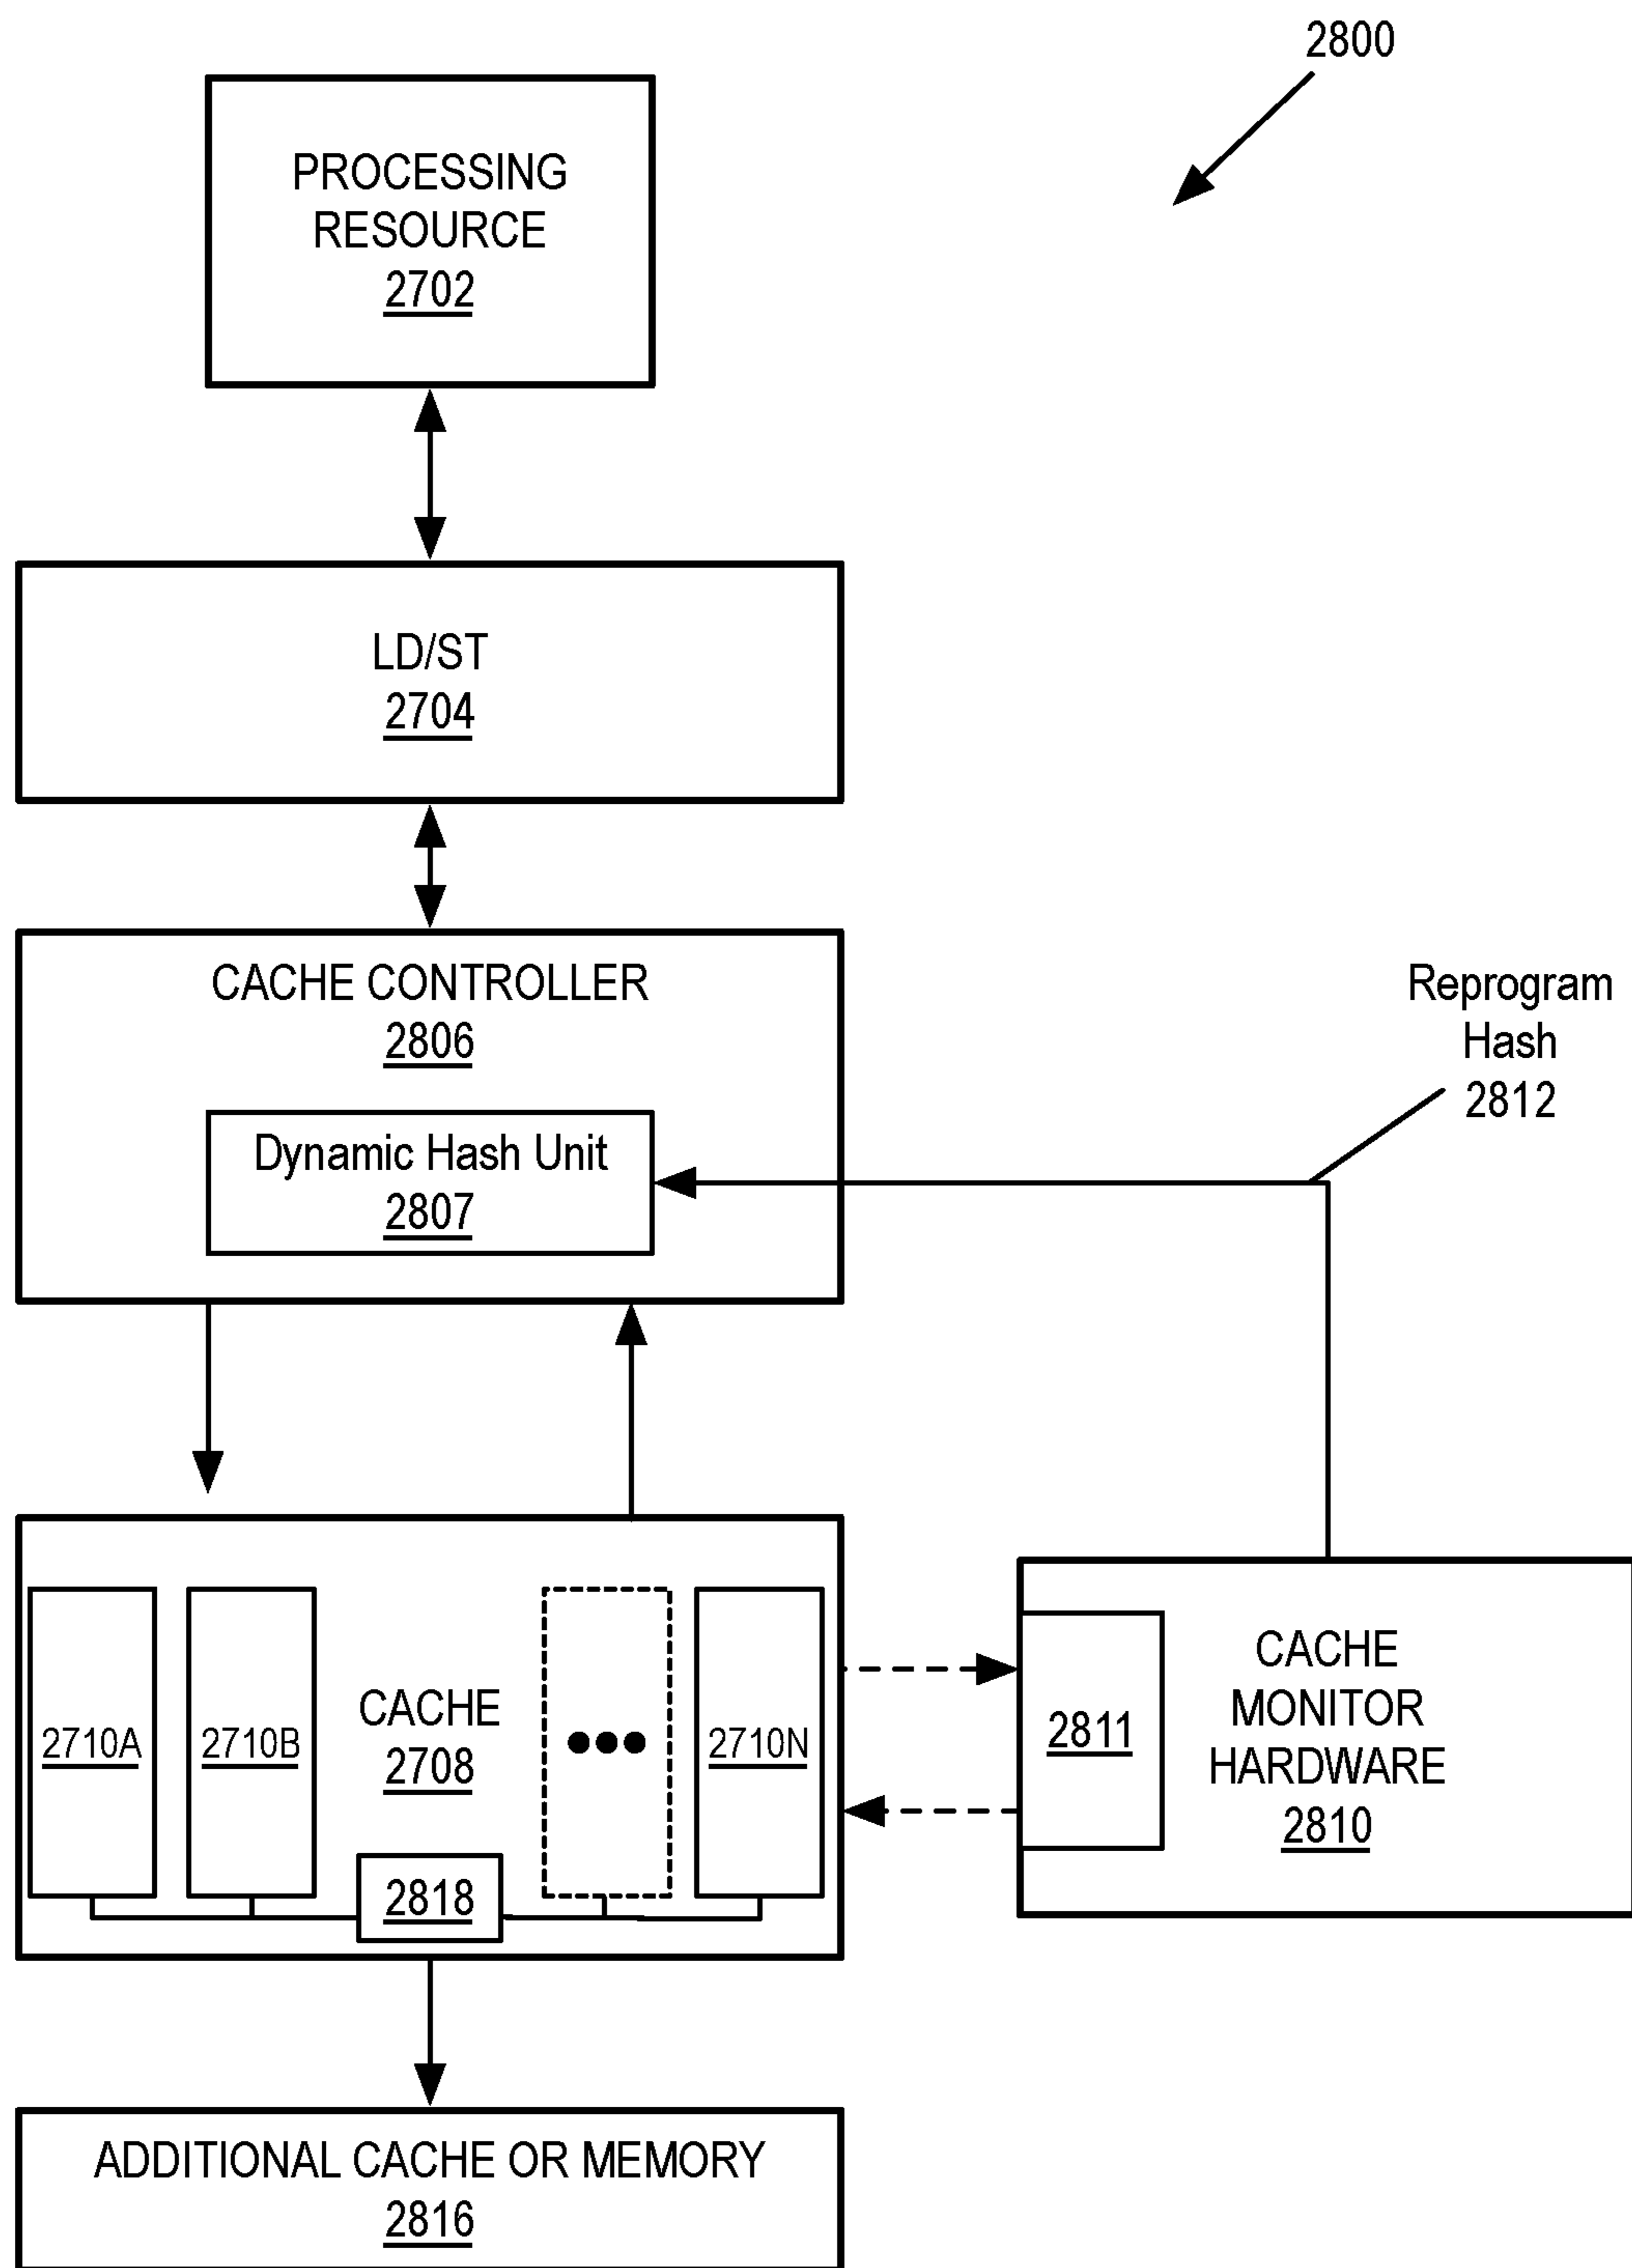 2800
PROCESSING
RESOURCE
2702
LD/ST
2704
CACHE CONTROLLER
2806
Dynamic Hash Unit
2807
Reprogram
Hash
2812
2710A
2710B
CACHE
2708
2710N
2818
2811
CACHE
MONITOR
HARDWARE
2810
ADDITIONAL CACHE OR MEMORY
2816